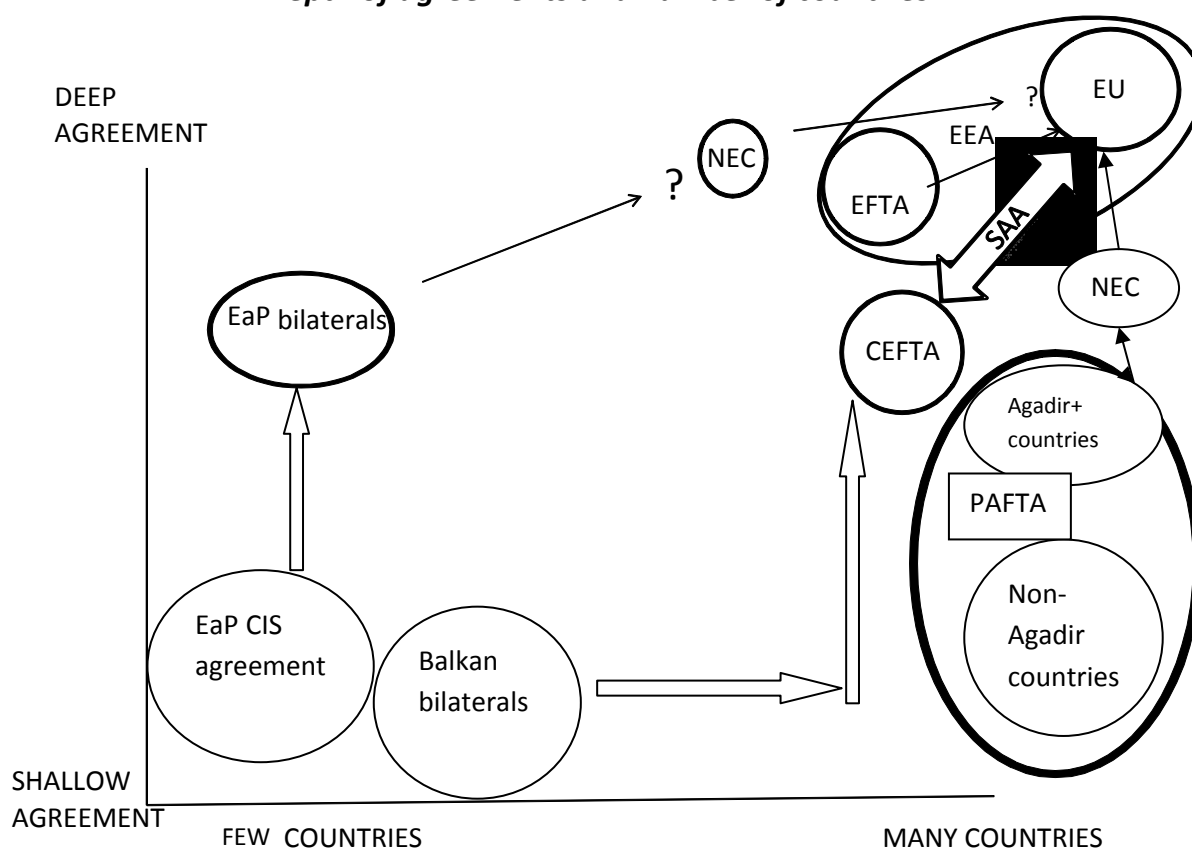 DEEP
AGREEMENT
?
EU
EEA
NEC
?
EFTA
SAA
NEC
EaP bilaterals
CEFTA
Agadir+
countries
PAFTA
EaP CIS
agreement
Balkan
bilaterals
Non-
Agadir
countries
SHALLOW
AGREEMENT
FEW COUNTRIES
MANY COUNTRIES